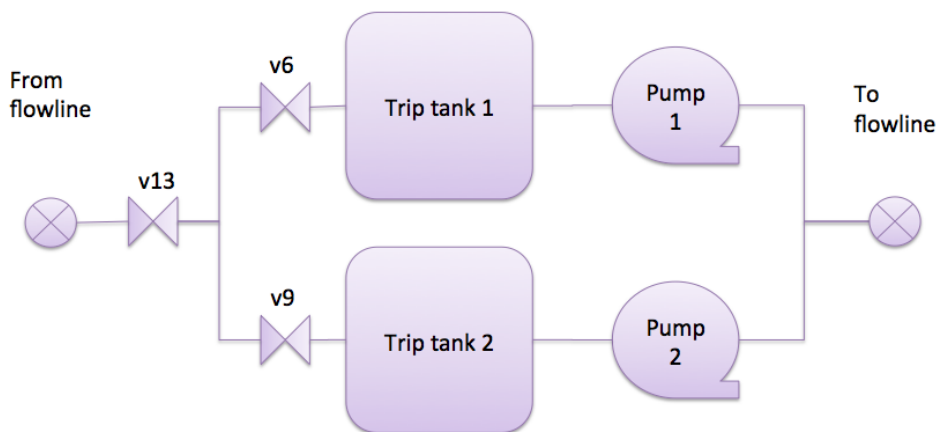 From
flowline
v13
v6
Trip tank 1
Pump
1
v9
Trip tank 2
Pump
2
To
flowline